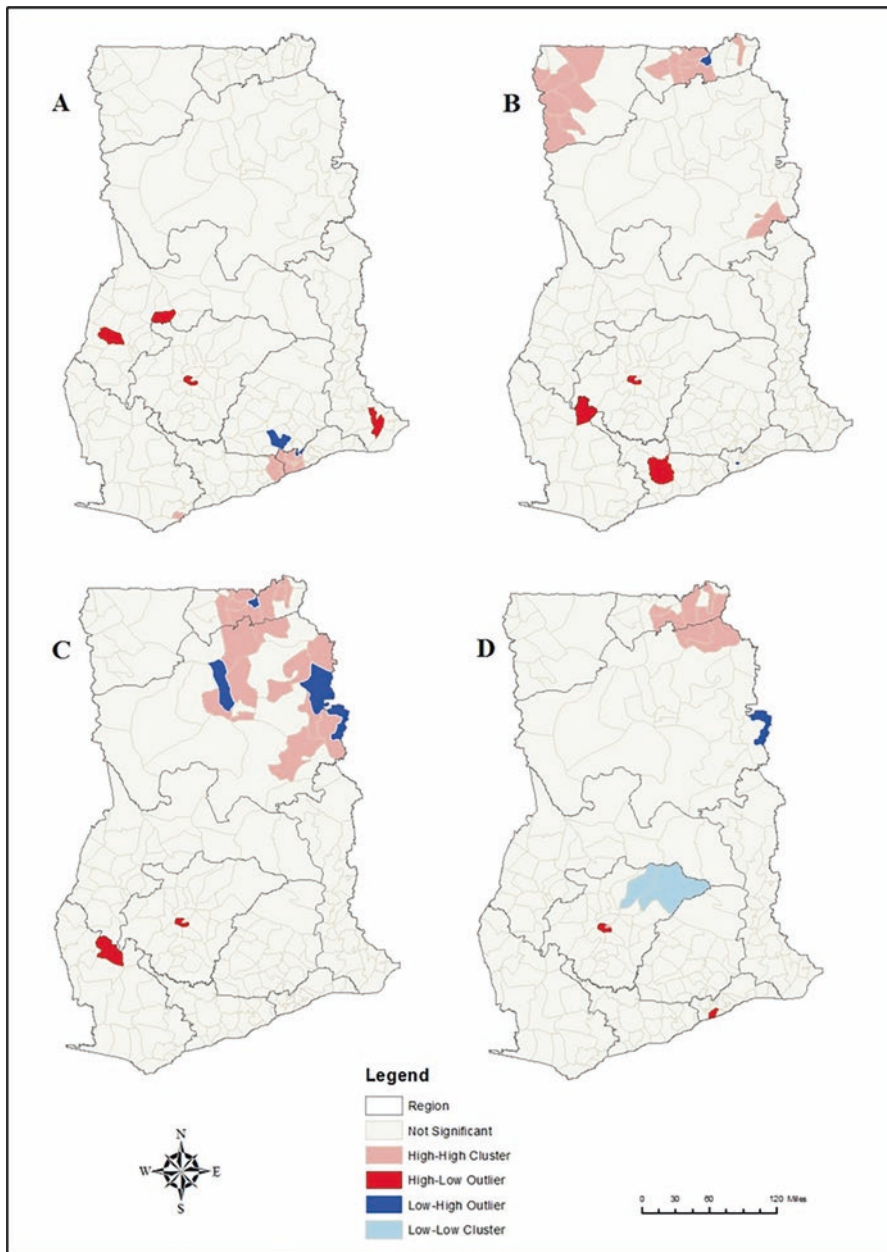 A
B
C
D
Legend
Region
Not Significant
High-High Cluster
High-Low Outlier
Low-High Outlier
Low-Low Cluster
N
W E
S
0 30 60 120 Miles